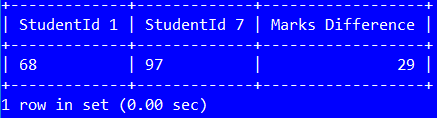 +--------------+--------------+------------------+
| StudentId 1 | StudentId 7 | Marks Difference |
+--------------+--------------+------------------+
| 68 | 97 | 29 |
+--------------+--------------+------------------+
1 row in set (0.00 sec)